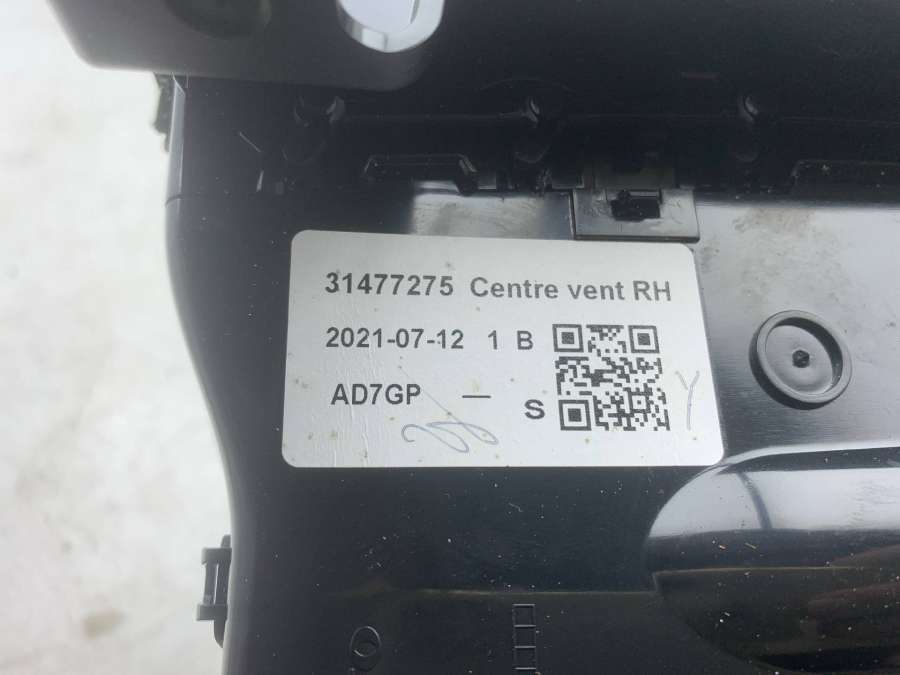 31477275 Centre vent RH
2021-07-12 1 B
AD7GP — S
Y